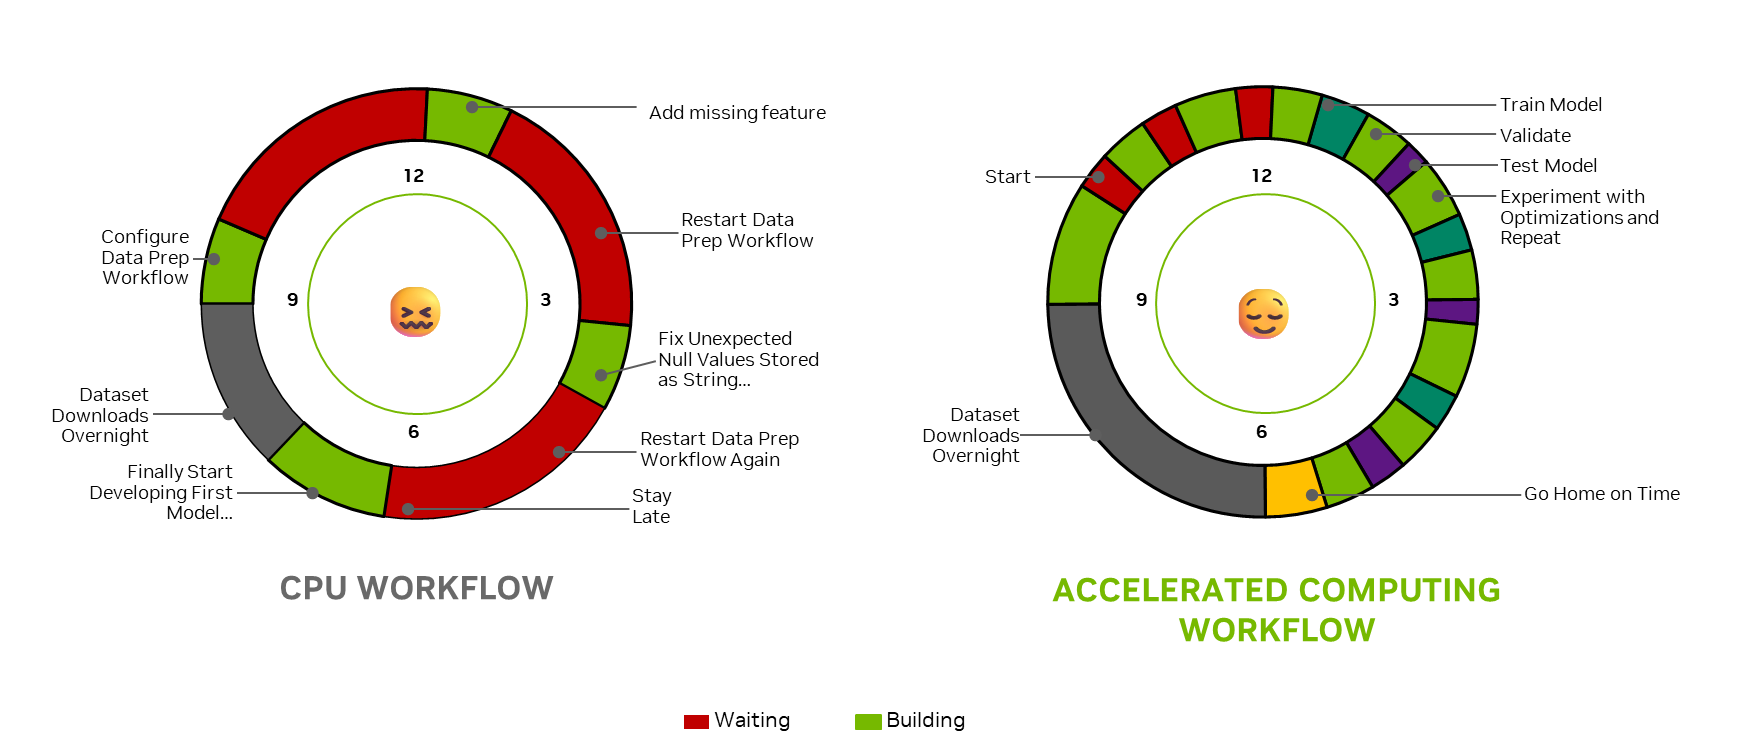 Add missing feature
12
Restart Data
Prep Workflow
Configure
Data Prep
Workflow
9
3
Fix Unexpected
Null Values Stored
as String...
Dataset
Downloads
Overnight
6
Restart Data Prep
Workflow Again
Finally Start
Developing First
Model...
Stay
Late
CPU WORKFLOW
Train Model
Validate
Test Model
Start
12
Experiment with
Optimizations and
Repeat
9
3
Dataset
Downloads
Overnight
6
Go Home on Time
ACCELERATED COMPUTING
WORKFLOW
Waiting
Building